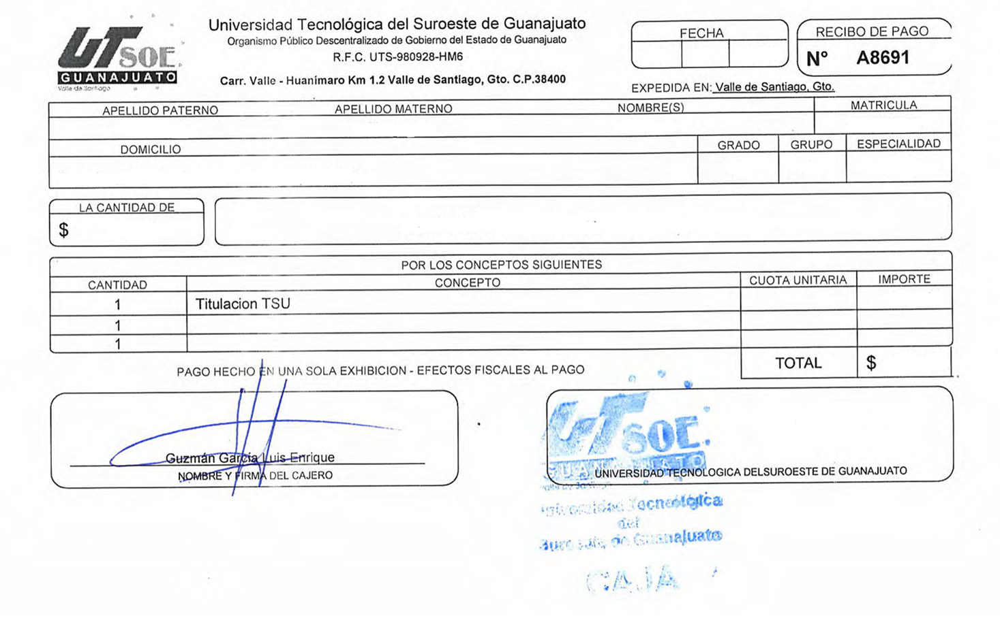 UTSOE.
GUANAJUATO
Valle de Santiago
Universidad Tecnológica del Suroeste de Guanajuato
Organismo Público Descentralizado de Gobierno del Estado de Guanajuato
R.F.C. UTS-980928-HM6
Carr. Valle - Huanímaro Km 1.2 Valle de Santiago, Gto. C.P.38400
FECHA
RECIBO DE PAGO
N° A8691
EXPEDIDA EN: Valle de Santiago, Gto.
APELLIDO PATERNO APELLIDO MATERNO NOMBRE(S) MATRICULA
DOMICILIO GRADO GRUPO ESPECIALIDAD
LA CANTIDAD DE
$
POR LOS CONCEPTOS SIGUIENTES
CANTIDAD CONCEPTO CUOTA UNITARIA IMPORTE
1 Titulacion TSU
1
1
TOTAL $
PAGO HECHO EN UNA SOLA EXHIBICION - EFECTOS FISCALES AL PAGO
Guzmán García Luis Enrique
NOMBRE Y FIRMA DEL CAJERO
UTSOE.
GUANAJUATO
UNIVERSIDAD TECNOLOGICA DELSUROESTE DE GUANAJUATO
Valle de Santiago
Universidad Tecnológica
del
Suroeste de Guanajuato
CAJA